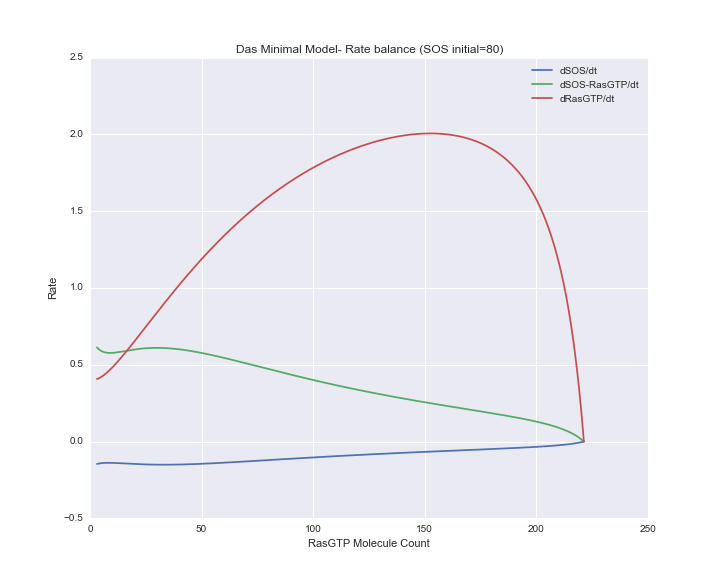 Das Minimal Model- Rate balance (SOS initial=80)
2.5
2.0
1.5
1.0
0.5
0.0
−0.5
Rate
dSOS/dt
dSOS-RasGTP/dt
dRasGTP/dt
0 50 100 150 200 250
RasGTP Molecule Count